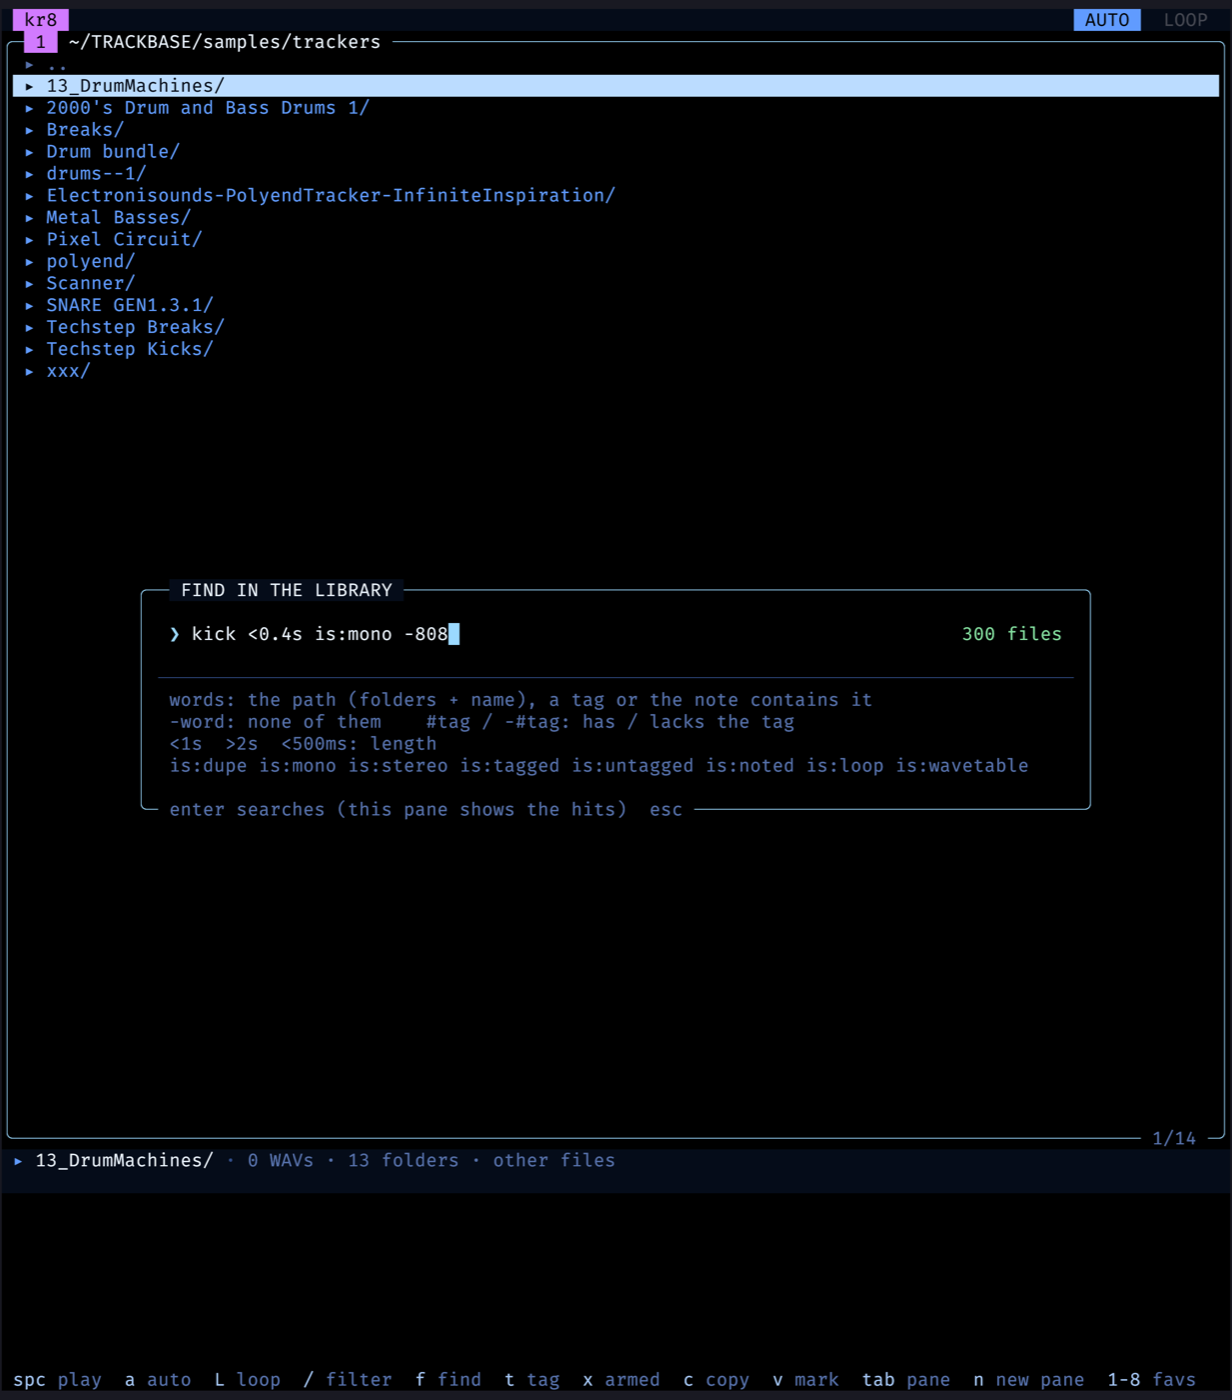 kr8 AUTO LOOP
1 ~/TRACKBASE/samples/trackers
▸ ..
▸ 13_DrumMachines/
▸ 2000's Drum and Bass Drums 1/
▸ Breaks/
▸ Drum bundle/
▸ drums--1/
▸ Electronisounds-PolyendTracker-InfiniteInspiration/
▸ Metal Basses/
▸ Pixel Circuit/
▸ polyend/
▸ Scanner/
▸ SNARE GEN1.3.1/
▸ Techstep Breaks/
▸ Techstep Kicks/
▸ xxx/
FIND IN THE LIBRARY
❯ kick <0.4s is:mono -808 300 files
words: the path (folders + name), a tag or the note contains it
-word: none of them #tag / -#tag: has / lacks the tag
<1s >2s <500ms: length
is:dupe is:mono is:stereo is:tagged is:untagged is:noted is:loop is:wavetable
enter searches (this pane shows the hits) esc
1/14
▸ 13_DrumMachines/ · 0 WAVs · 13 folders · other files
spc play a auto L loop / filter f find t tag x armed c copy v mark tab pane n new pane 1-8 favs